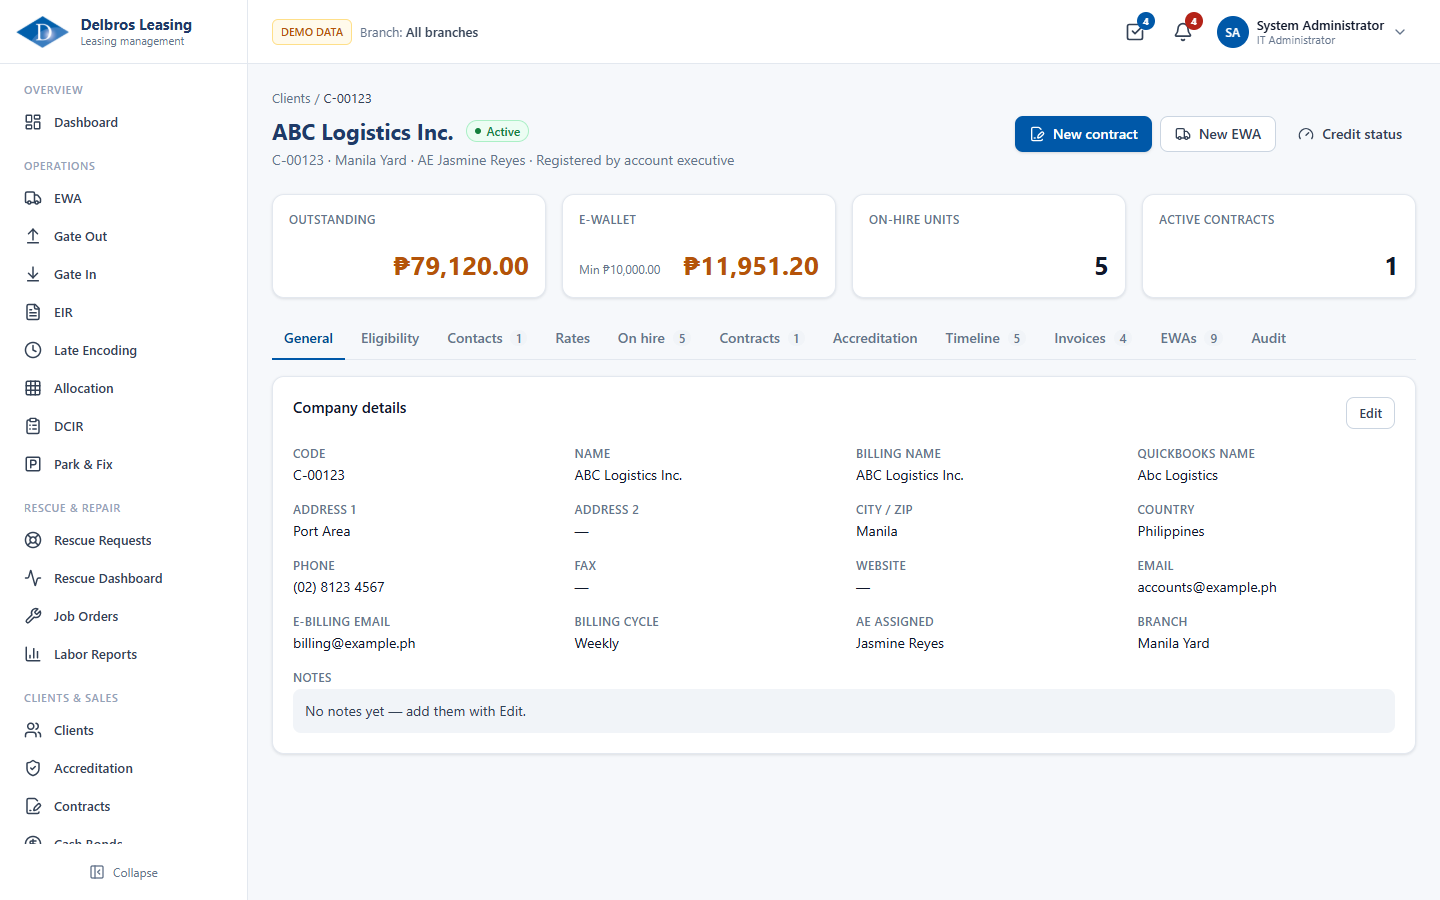 Delbros Leasing
Leasing management
DEMO DATA
Branch: All branches
4
4
SA
System Administrator
IT Administrator
OVERVIEW
Dashboard
OPERATIONS
EWA
Gate Out
Gate In
EIR
Late Encoding
Allocation
DCIR
Park & Fix
RESCUE & REPAIR
Rescue Requests
Rescue Dashboard
Job Orders
Labor Reports
CLIENTS & SALES
Clients
Accreditation
Contracts
Cash Bonds
Collapse
Clients / C-00123
ABC Logistics Inc.
Active
C-00123 · Manila Yard · AE Jasmine Reyes · Registered by account executive
New contract
New EWA
Credit status
OUTSTANDING
₱79,120.00
E-WALLET
Min ₱10,000.00
₱11,951.20
ON-HIRE UNITS
5
ACTIVE CONTRACTS
1
General
Eligibility
Contacts 1
Rates
On hire 5
Contracts 1
Accreditation
Timeline 5
Invoices 4
EWAs 9
Audit
Company details
Edit
CODE
C-00123
NAME
ABC Logistics Inc.
BILLING NAME
ABC Logistics Inc.
QUICKBOOKS NAME
Abc Logistics
ADDRESS 1
Port Area
ADDRESS 2
—
CITY / ZIP
Manila
COUNTRY
Philippines
PHONE
(02) 8123 4567
FAX
—
WEBSITE
—
EMAIL
accounts@example.ph
E-BILLING EMAIL
billing@example.ph
BILLING CYCLE
Weekly
AE ASSIGNED
Jasmine Reyes
BRANCH
Manila Yard
NOTES
No notes yet — add them with Edit.